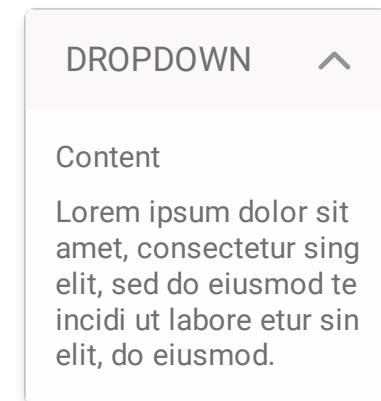 DROPDOWN
Content
Lorem ipsum dolor sit
amet, consectetur sing
elit, sed do eiusmod te
incidi ut labore etur sin
elit, do eiusmod.